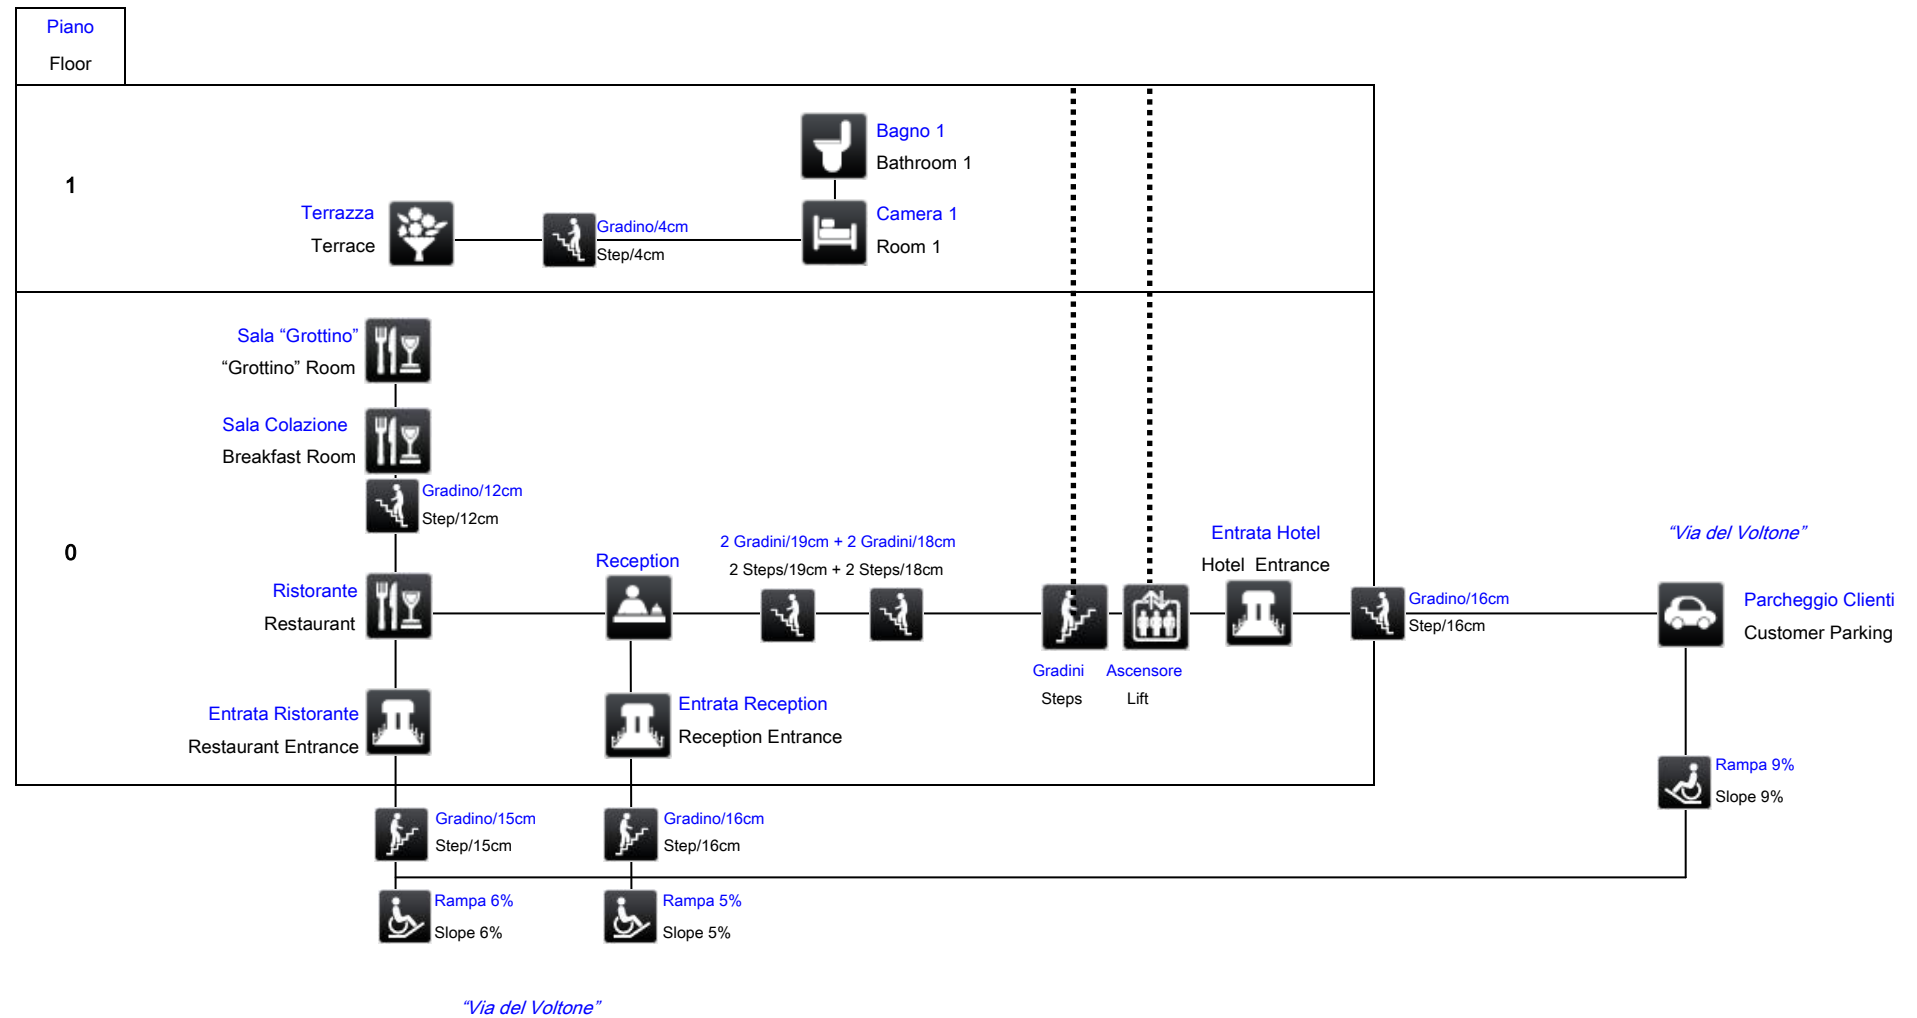 Piano
Floor
1
Bagno 1
Bathroom 1
Terrazza
Terrace
Gradino/4cm
Step/4cm
Camera 1
Room 1
0
Sala “Grottino”
“Grottino” Room
Sala Colazione
Breakfast Room
Gradino/12cm
Step/12cm
Ristorante
Restaurant
Reception
2 Gradini/19cm + 2 Gradini/18cm
2 Steps/19cm + 2 Steps/18cm
Gradini
Steps
Ascensore
Lift
Entrata Hotel
Hotel Entrance
Gradino/16cm
Step/16cm
“Via del Voltone”
Parcheggio Clienti
Customer Parking
Entrata Ristorante
Restaurant Entrance
Entrata Reception
Reception Entrance
Rampa 9%
Slope 9%
Gradino/15cm
Step/15cm
Gradino/16cm
Step/16cm
Rampa 6%
Slope 6%
Rampa 5%
Slope 5%
“Via del Voltone”